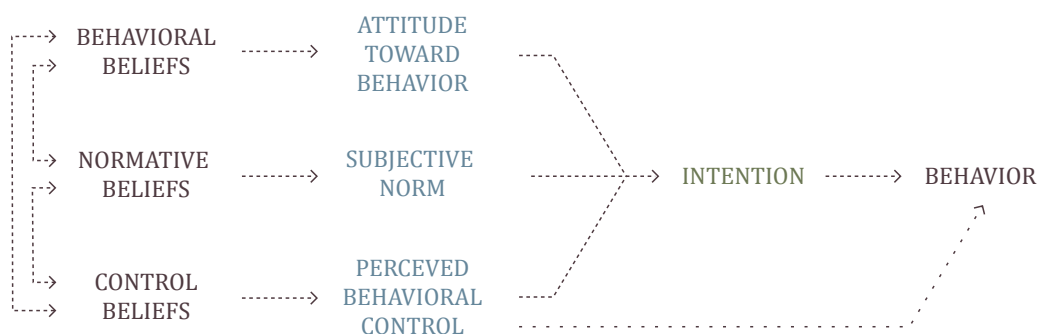 BEHAVIORAL
BELIEFS
ATTITUDE
TOWARD
BEHAVIOR
NORMATIVE
BELIEFS
SUBJECTIVE
NORM
INTENTION
BEHAVIOR
CONTROL
BELIEFS
PERCEVED
BEHAVIORAL
CONTROL